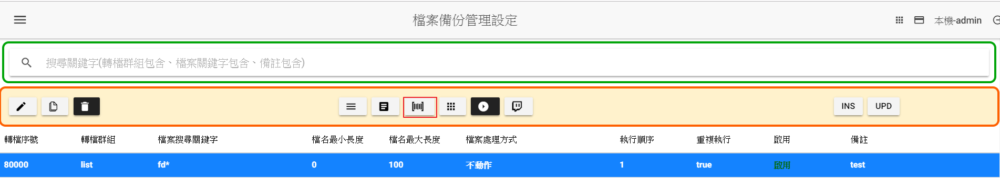 檔案備份管理設定
本機-admin
搜尋關鍵字(轉檔群組包含、檔案關鍵字包含、備註包含)
INS UPD
轉檔序號 轉檔群組 檔案搜尋關鍵字 檔名最小長度 檔名最大長度 檔案處理方式 執行順序 重複執行 啟用 備註
80000 list fd* 0 100 不動作 1 true 啟用 test